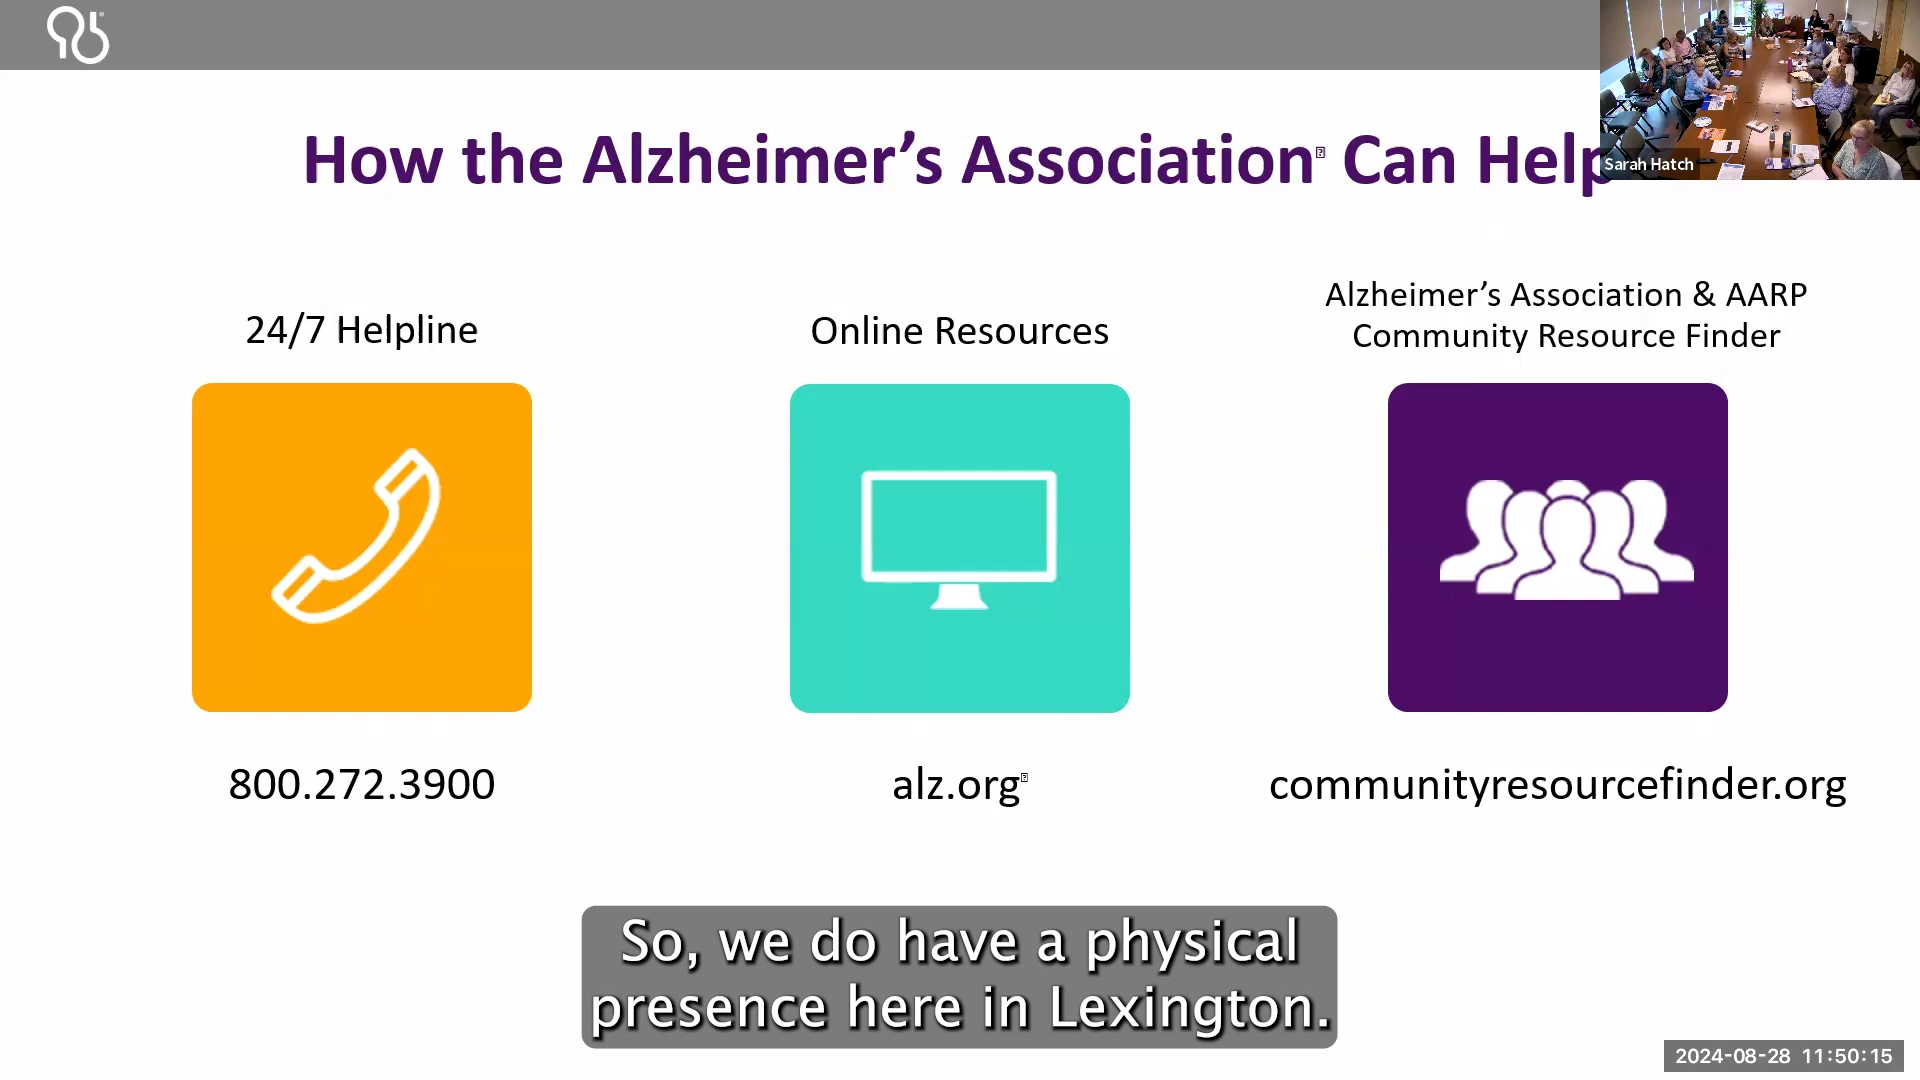 How the Alzheimer’s Association Can Help
Sarah Hatch
24/7 Helpline
Online Resources
Alzheimer’s Association & AARP
Community Resource Finder
800.272.3900
alz.org
communityresourcefinder.org
So, we do have a physical
presence here in Lexington.
2024-08-28 11:50:15